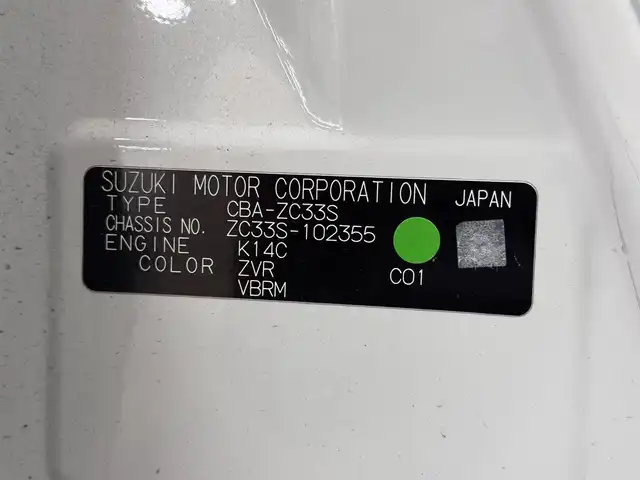 SUZUKI MOTOR CORPORATION JAPAN
TYPE CBA-ZC33S
CHASSIS NO. ZC33S-102355
ENGINE K14C
COLOR ZVR C01
VBRM